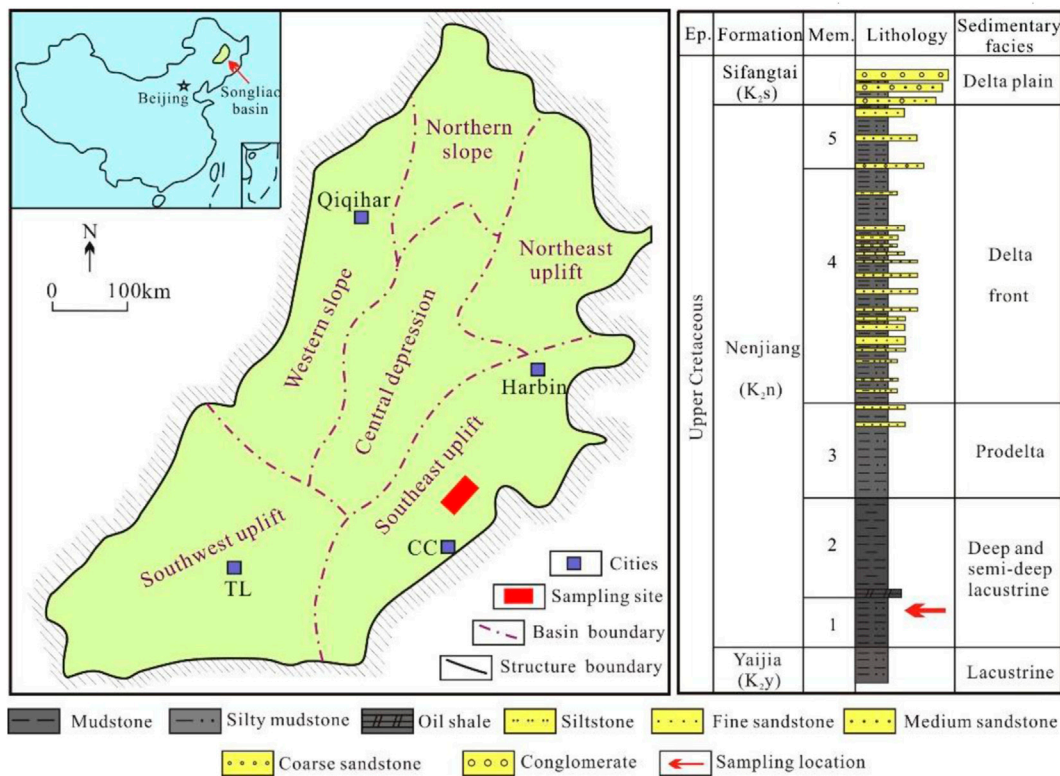 Beijing
Songliao
basin
N
0 100km
Northern
slope
Qiqihar
Northeast
uplift
Western slope
Central depression
Harbin
Southeast uplift
Southwest uplift
CC
TL
Cities
Sampling site
Basin boundary
Structure boundary
Ep. Formation Mem. Lithology Sedimentary
facies
Sifangtai
(K₂s)
Delta plain
Upper Cretaceous
Nenjiang
(K₂n)
5
4
3
2
1
Delta
front
Prodelta
Deep and
semi-deep
lacustrine
Yaijia
(K₂y)
Lacustrine
Mudstone Silty mudstone Oil shale Siltstone Fine sandstone Medium sandstone
Coarse sandstone Conglomerate Sampling location